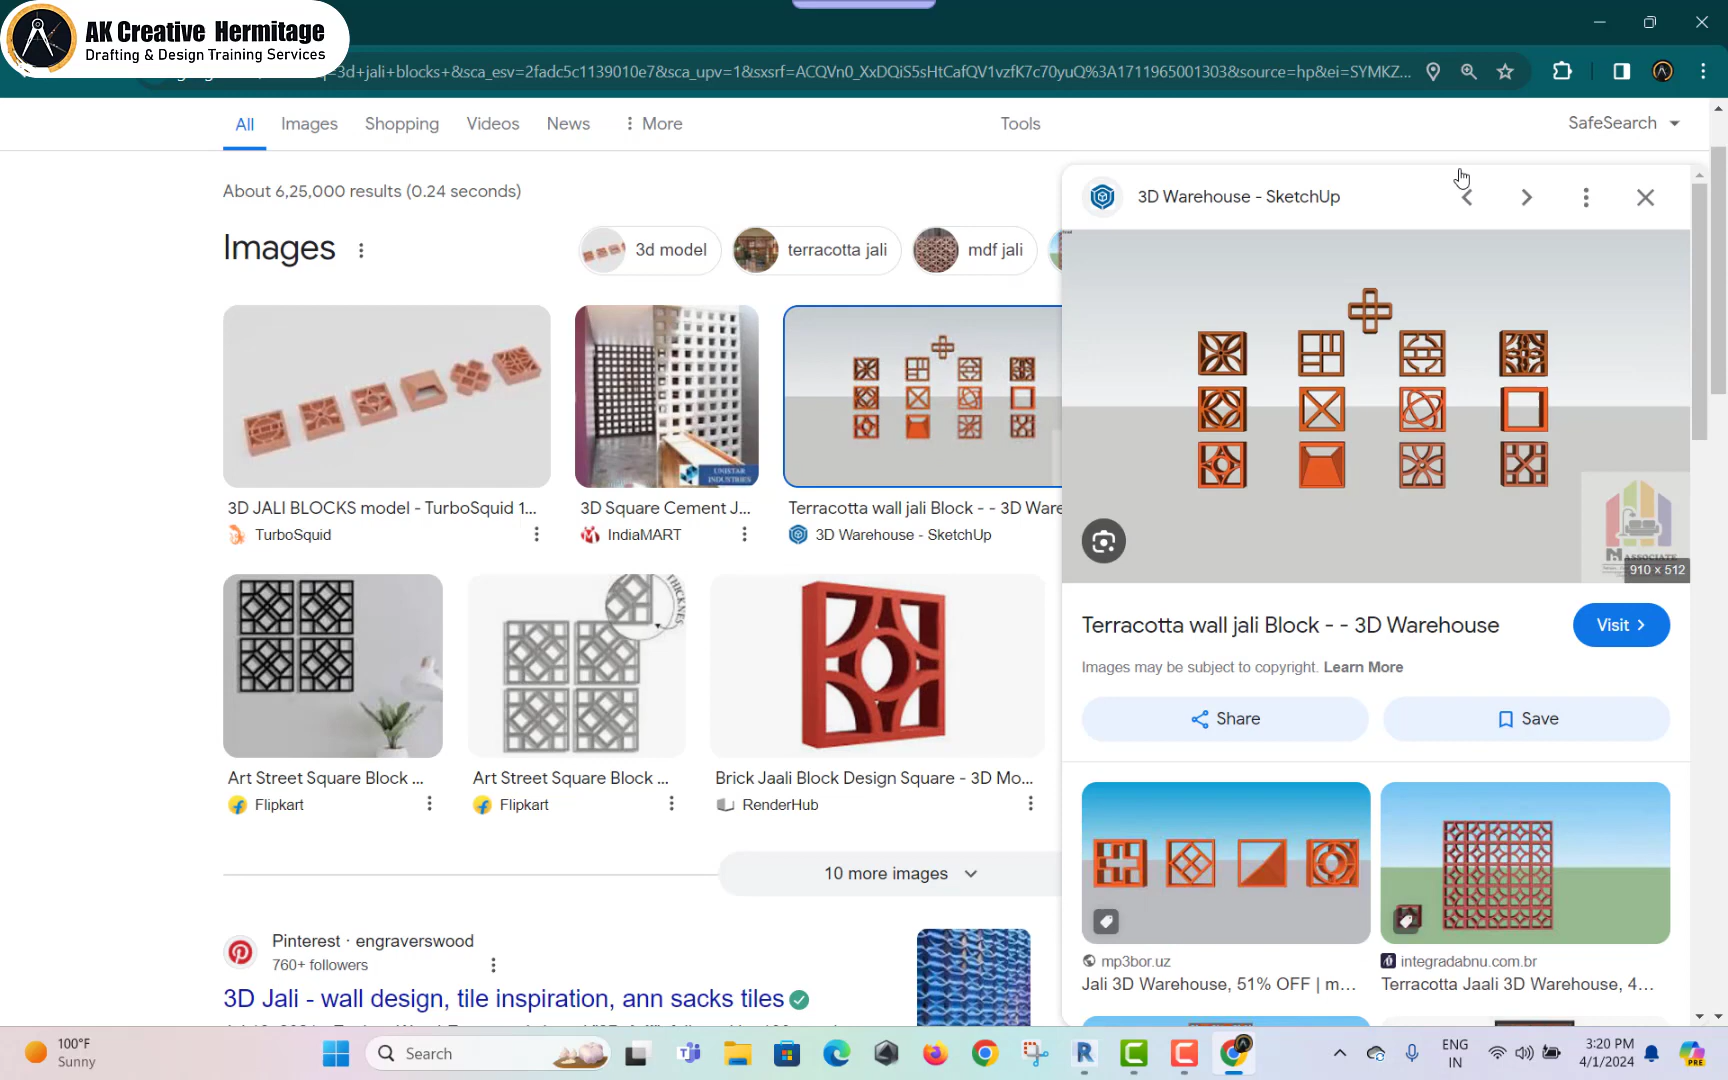 AK Creative Hermitage
Drafting & Design Training Services
=3d+jali+blocks+&sca_esv=2fadc5c1139010e7&sca_upv=1&sxsrf=ACQVn0_XxDQiS5sHtCafQV1vzfK7c70yuQ%3A1711965001303&source=hp&ei=SYMKZ...
All
Images
Shopping
Videos
News
More
Tools
SafeSearch
About 6,25,000 results (0.24 seconds)
Images
3d model
terracotta jali
mdf jali
UNISTAR
INDUSTRIES
3D JALI BLOCKS model - TurboSquid 1...
TurboSquid
3D Square Cement J...
IndiaMART
Terracotta wall jali Block - - 3D Ware
3D Warehouse - SketchUp
THICKNES
Art Street Square Block ...
Flipkart
Art Street Square Block ...
Flipkart
Brick Jaali Block Design Square - 3D Mo...
RenderHub
10 more images
Pinterest · engraverswood
760+ followers
3D Jali - wall design, tile inspiration, ann sacks tiles
3D Warehouse - SketchUp
ASSOCIATE
910 × 512
Terracotta wall jali Block - - 3D Warehouse
Visit
Images may be subject to copyright. Learn More
Share
Save
mp3bor.uz
Jali 3D Warehouse, 51% OFF | m...
integradabnu.com.br
Terracotta Jaali 3D Warehouse, 4...
100°F
Sunny
Search
ENG
IN
3:20 PM
4/1/2024
PRE